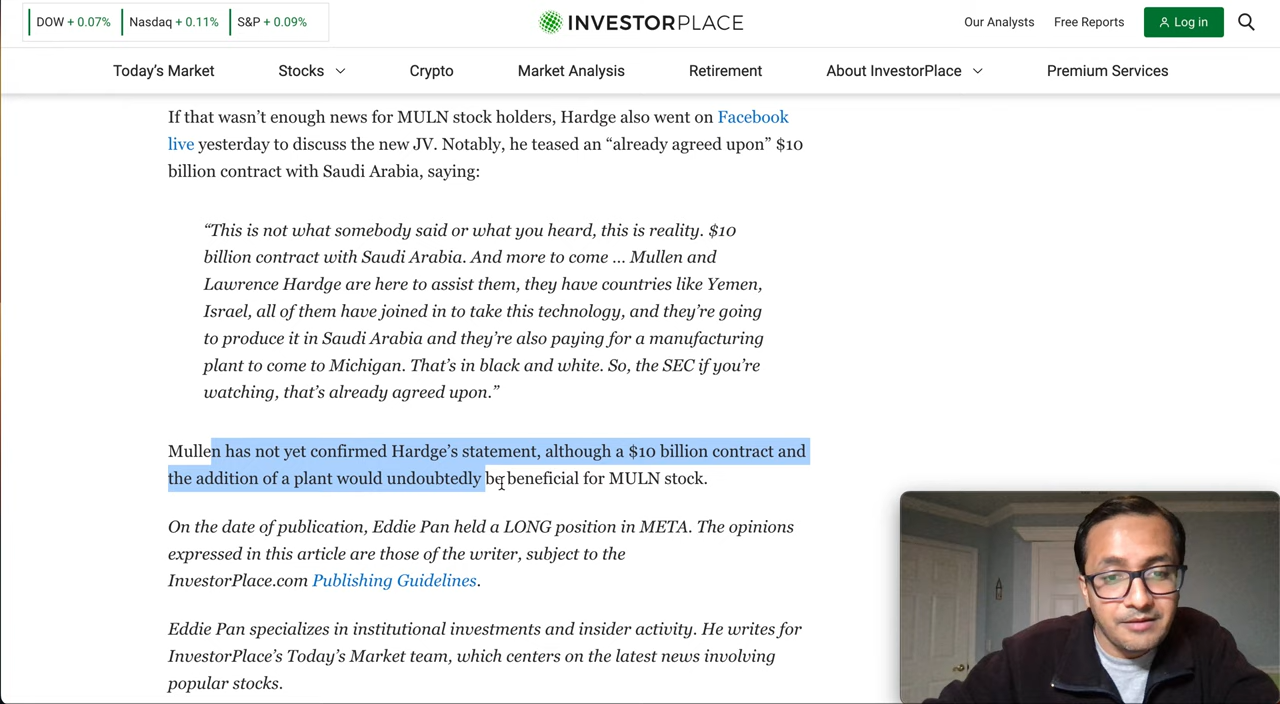 DOW + 0.07% Nasdaq + 0.11% S&P + 0.09%
INVESTORPLACE
Our Analysts Free Reports Log in
Today’s Market Stocks Crypto Market Analysis Retirement About InvestorPlace Premium Services
If that wasn’t enough news for MULN stock holders, Hardge also went on Facebook
live yesterday to discuss the new JV. Notably, he teased an “already agreed upon” $10
billion contract with Saudi Arabia, saying:
“This is not what somebody said or what you heard, this is reality. $10
billion contract with Saudi Arabia. And more to come … Mullen and
Lawrence Hardge are here to assist them, they have countries like Yemen,
Israel, all of them have joined in to take this technology, and they’re going
to produce it in Saudi Arabia and they’re also paying for a manufacturing
plant to come to Michigan. That’s in black and white. So, the SEC if you’re
watching, that’s already agreed upon.”
Mullen has not yet confirmed Hardge’s statement, although a $10 billion contract and
the addition of a plant would undoubtedly be beneficial for MULN stock.
On the date of publication, Eddie Pan held a LONG position in META. The opinions
expressed in this article are those of the writer, subject to the
InvestorPlace.com Publishing Guidelines.
Eddie Pan specializes in institutional investments and insider activity. He writes for
InvestorPlace’s Today’s Market team, which centers on the latest news involving
popular stocks.